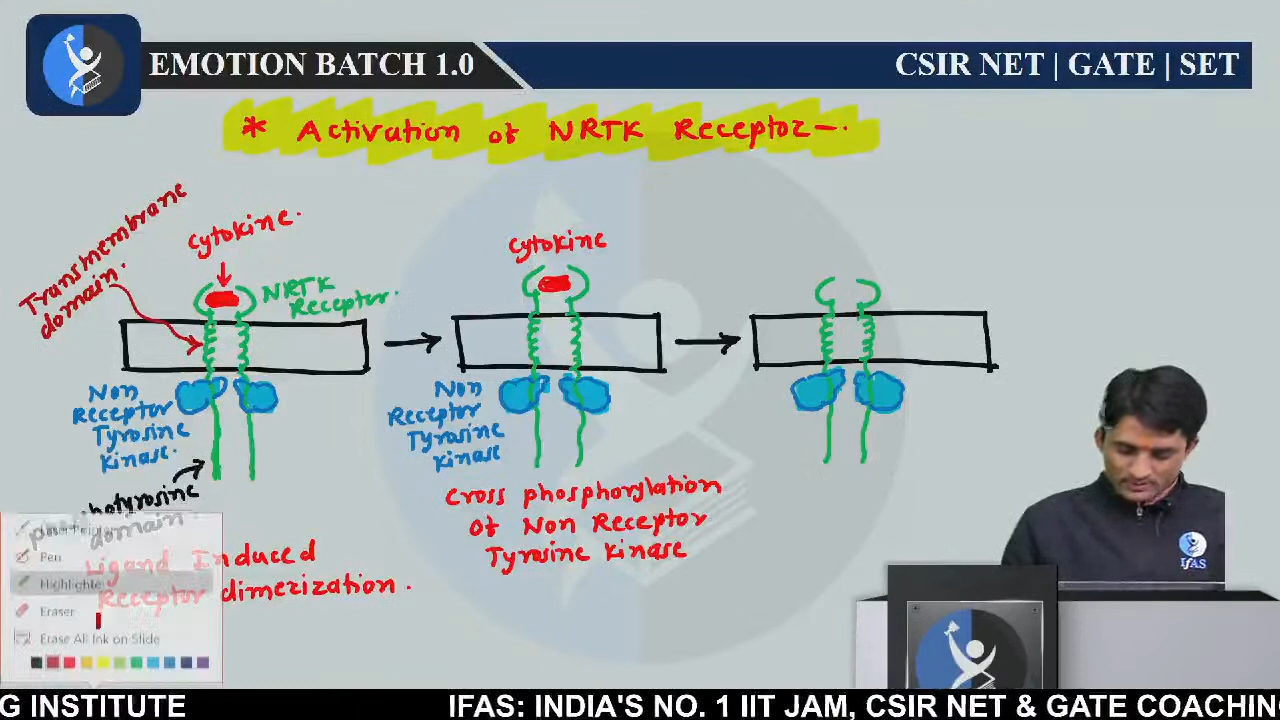 EMOTION BATCH 1.0
CSIR NET | GATE | SET
* Activation of NRTK Receptor-.
Transmembrane
domain.
Cytokine.
NRTK
Receptor.
Non
Receptor
Tyrosine
kinase.
domain.
Ligand Induced
Receptor dimerization.
Cytokine
Non
Receptor
Tyrosine
kinase
Cross phosphorylation
of Non Receptor
Tyrosine kinase
Pen
Highlighter
Eraser
Erase All Ink on Slide
IFAS
G INSTITUTE
IFAS: INDIA'S NO. 1 IIT JAM, CSIR NET & GATE COACHIN